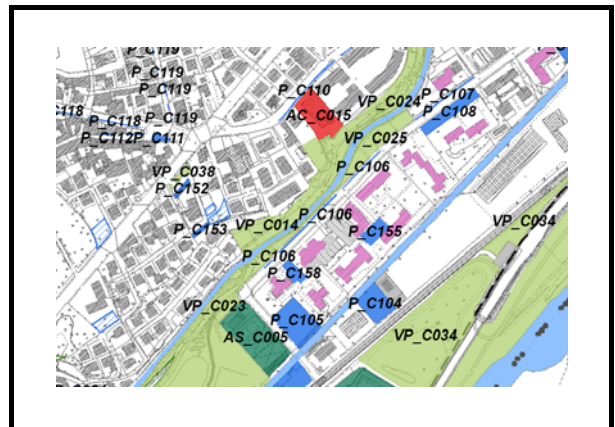 P_C119
P_C119
P_C119
P_C110
P_C107
VP_C024
P_C108
AC_C015
P_C119
P_C118
P_C112
P_C111
VP_C025
P_C106
VP_C038
P_C152
P_C106
VP_C014
P_C153
P_C155
VP_C034
P_C106
P_C158
VP_C023
P_C104
P_C105
AS_C005
VP_C034